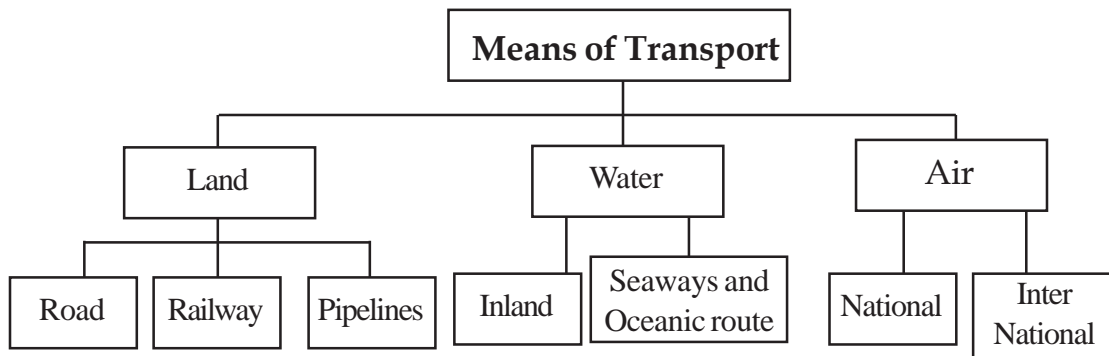 Means of Transport
Land
Water
Air
Road
Railway
Pipelines
Inland
Seaways and
Oceanic route
National
Inter
National